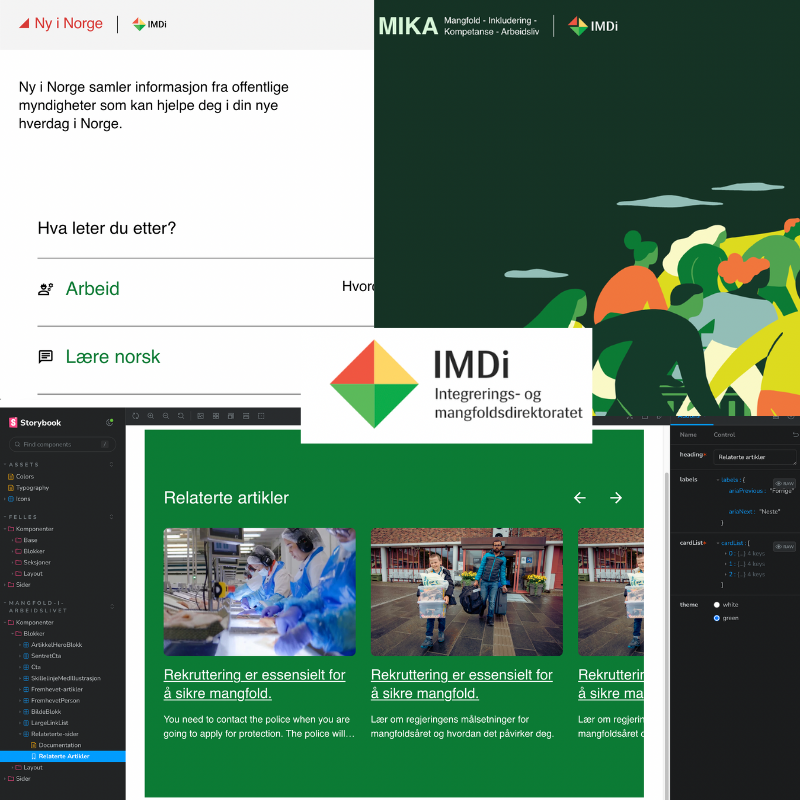 Ny i Norge
IMDi
Ny i Norge samler informasjon fra offentlige
myndigheter som kan hjelpe deg i din nye
hverdag i Norge.
Hva leter du etter?
Arbeid
Hvord
Lære norsk
MIKA
Mangfold - Inkludering -
Kompetanse - Arbeidsliv
IMDi
IMDi
Integrerings- og
mangfoldsdirektoratet
Storybook
Find components
/
ASSETS
Colors
Typography
Icons
FELLES
Komponenter
Base
Blokker
Seksjoner
Layout
Sider
MANGFOLD-I-
ARBEIDSLIVET
Komponenter
Blokker
ArtikkelHeroBlokk
SentrertCta
Cta
SkillelinjeMedIllustrasjon
Fremhevet-artikler
FremhevetPerson
BildeBlokk
LargeLinkList
Relateterte-sider
Documentation
Relaterte Artikler
Layout
Sider
Relaterte artikler
Rekruttering er essensielt for
å sikre mangfold.
You need to contact the police when you are
going to apply for protection. The police will…
Rekruttering er essensielt for
å sikre mangfold.
Lær om regjeringens målsetninger for
mangfoldsåret og hvordan det påvirker deg.
Rekrutterin
å sikre ma
Lær om regjerin
mangfoldsåret o
Name
Control
heading*
Relaterte artikler
labels
labels : {
RAW
ariaPrevious : "Forrige"
ariaNext : "Neste"
}
cardList*
cardList : [
RAW
0 : {...} 4 keys
1 : {...} 4 keys
2 : {...} 4 keys
]
theme
white
green